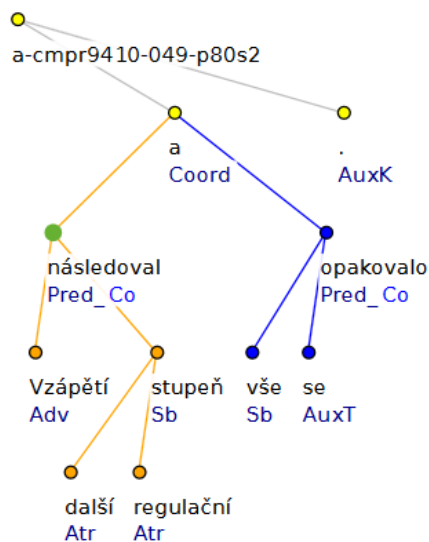 a-cmpr9410-049-p80s2
a
Coord
.
AuxK
následoval
Pred_Co
opakovalo
Pred_Co
Vzápětí
Adv
stupeň
Sb
vše
Sb
se
AuxT
další
Atr
regulační
Atr